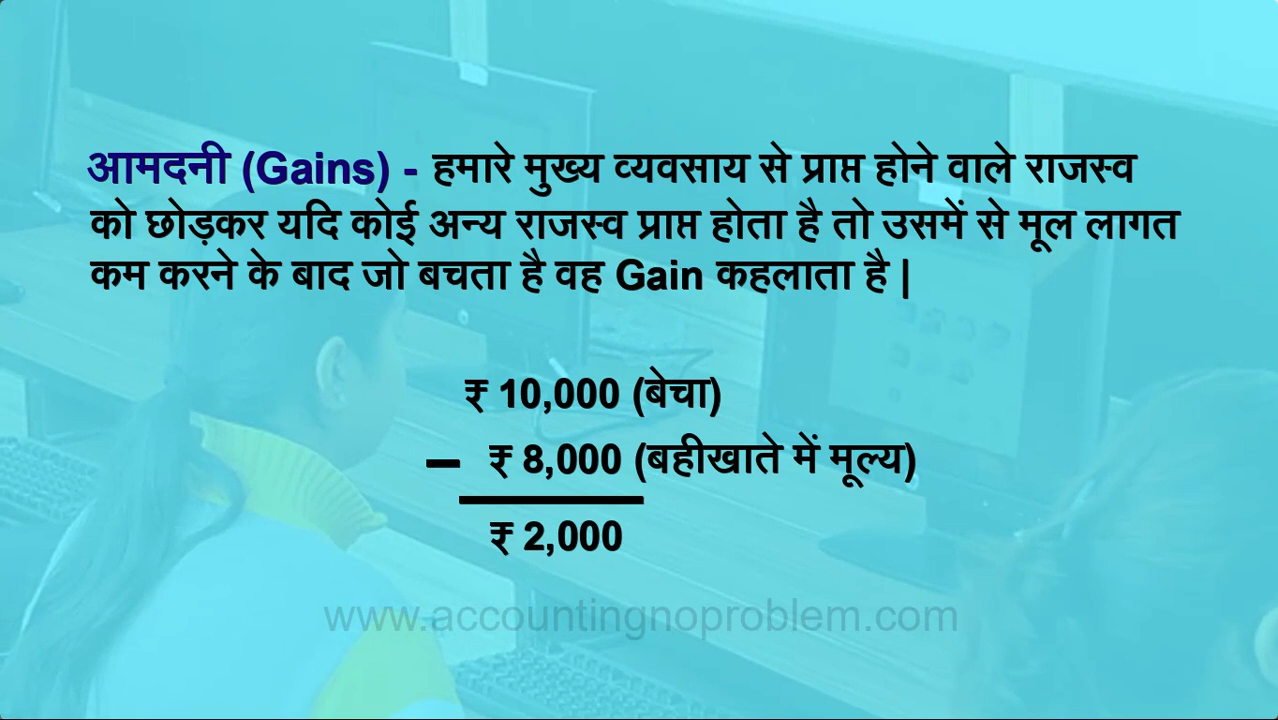 आमदनी (Gains) - हमारे मुख्य व्यवसाय से प्राप्त होने वाले राजस्व
को छोड़कर यदि कोई अन्य राजस्व प्राप्त होता है तो उसमें से मूल लागत
कम करने के बाद जो बचता है वह Gain कहलाता है |
₹ 10,000 (बेचा)
– ₹ 8,000 (बहीखाते में मूल्य)
₹ 2,000
www.accountingnoproblem.com